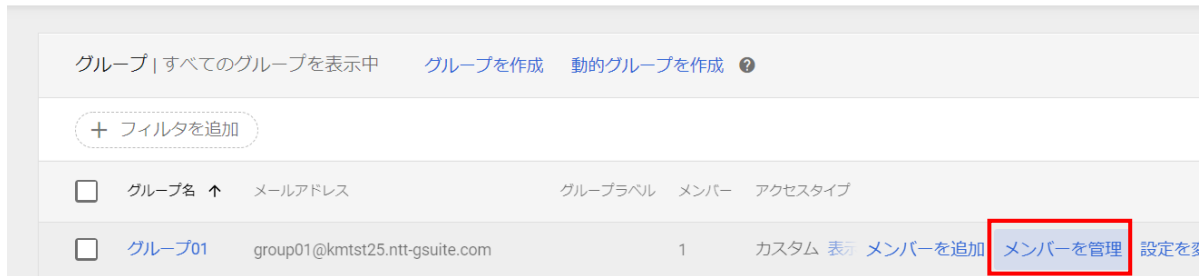 グループ | すべてのグループを表示中 グループを作成 動的グループを作成 ?
+ フィルタを追加
グループ名 ↑ メールアドレス グループラベル メンバー アクセスタイプ
グループ01 group01@kmtst25.ntt-gsuite.com 1 カスタム 表示 メンバーを追加 メンバーを管理 設定を